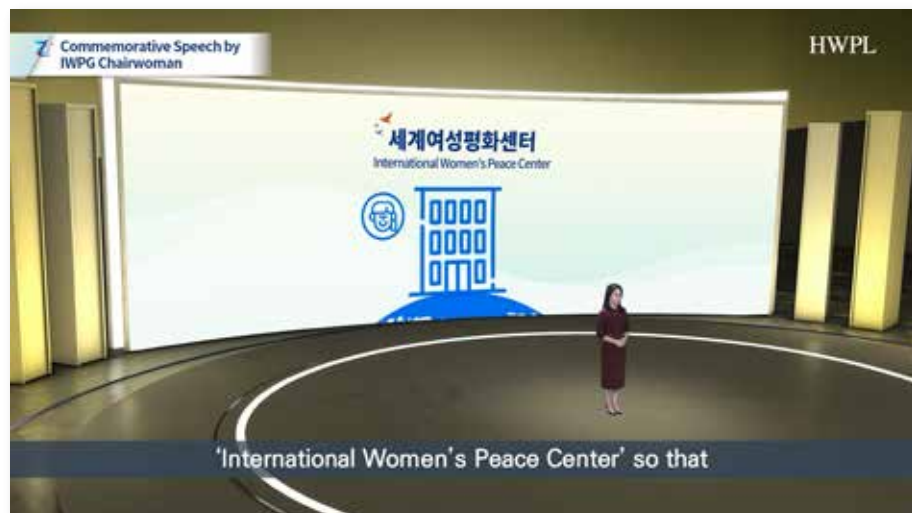 Commemorative Speech by
IWPG Chairwoman
HWPL
세계여성평화센터
International Women's Peace Center
‘International Women’s Peace Center’ so that